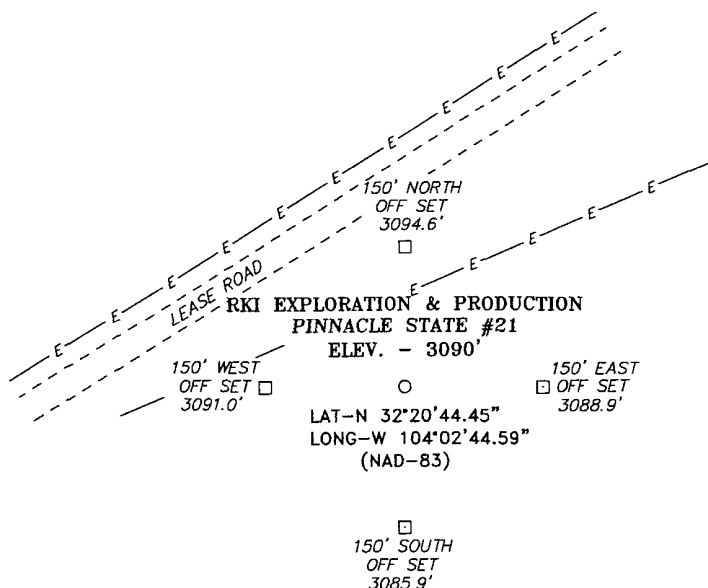 E E E E E E E E E E
150' NORTH
OFF SET
3094.6'
E E E E E
LEASE ROAD
RKI EXPLORATION & PRODUCTION
PINNACLE STATE #21
ELEV. - 3090'
150' WEST
OFF SET
3091.0'
150' EAST
OFF SET
3088.9'
LAT-N 32°20'44.45"
LONG-W 104°02'44.59"
(NAD-83)
150' SOUTH
OFF SET
3085.9'